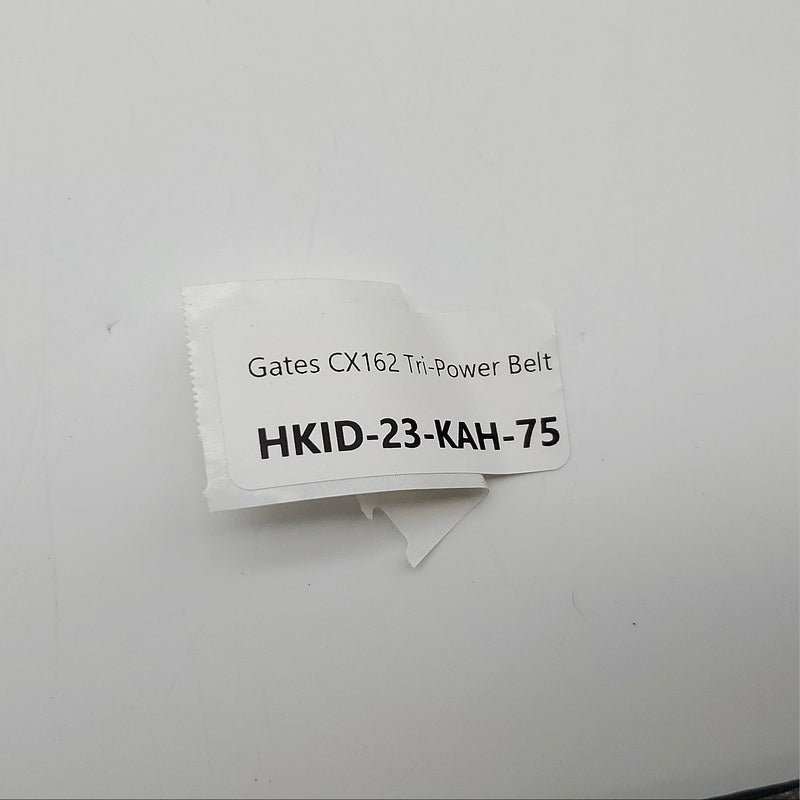 Gates CX162 Tri-Power Belt
HKID-23-KAH-75